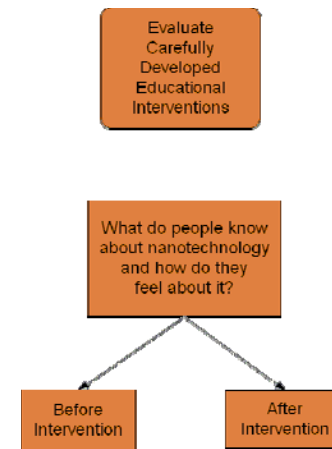 Evaluate
Carefully
Developed
Educational
Interventions
What do people know
about nanotechnology
and how do they
feel about it?
Before
Intervention
After
Intervention